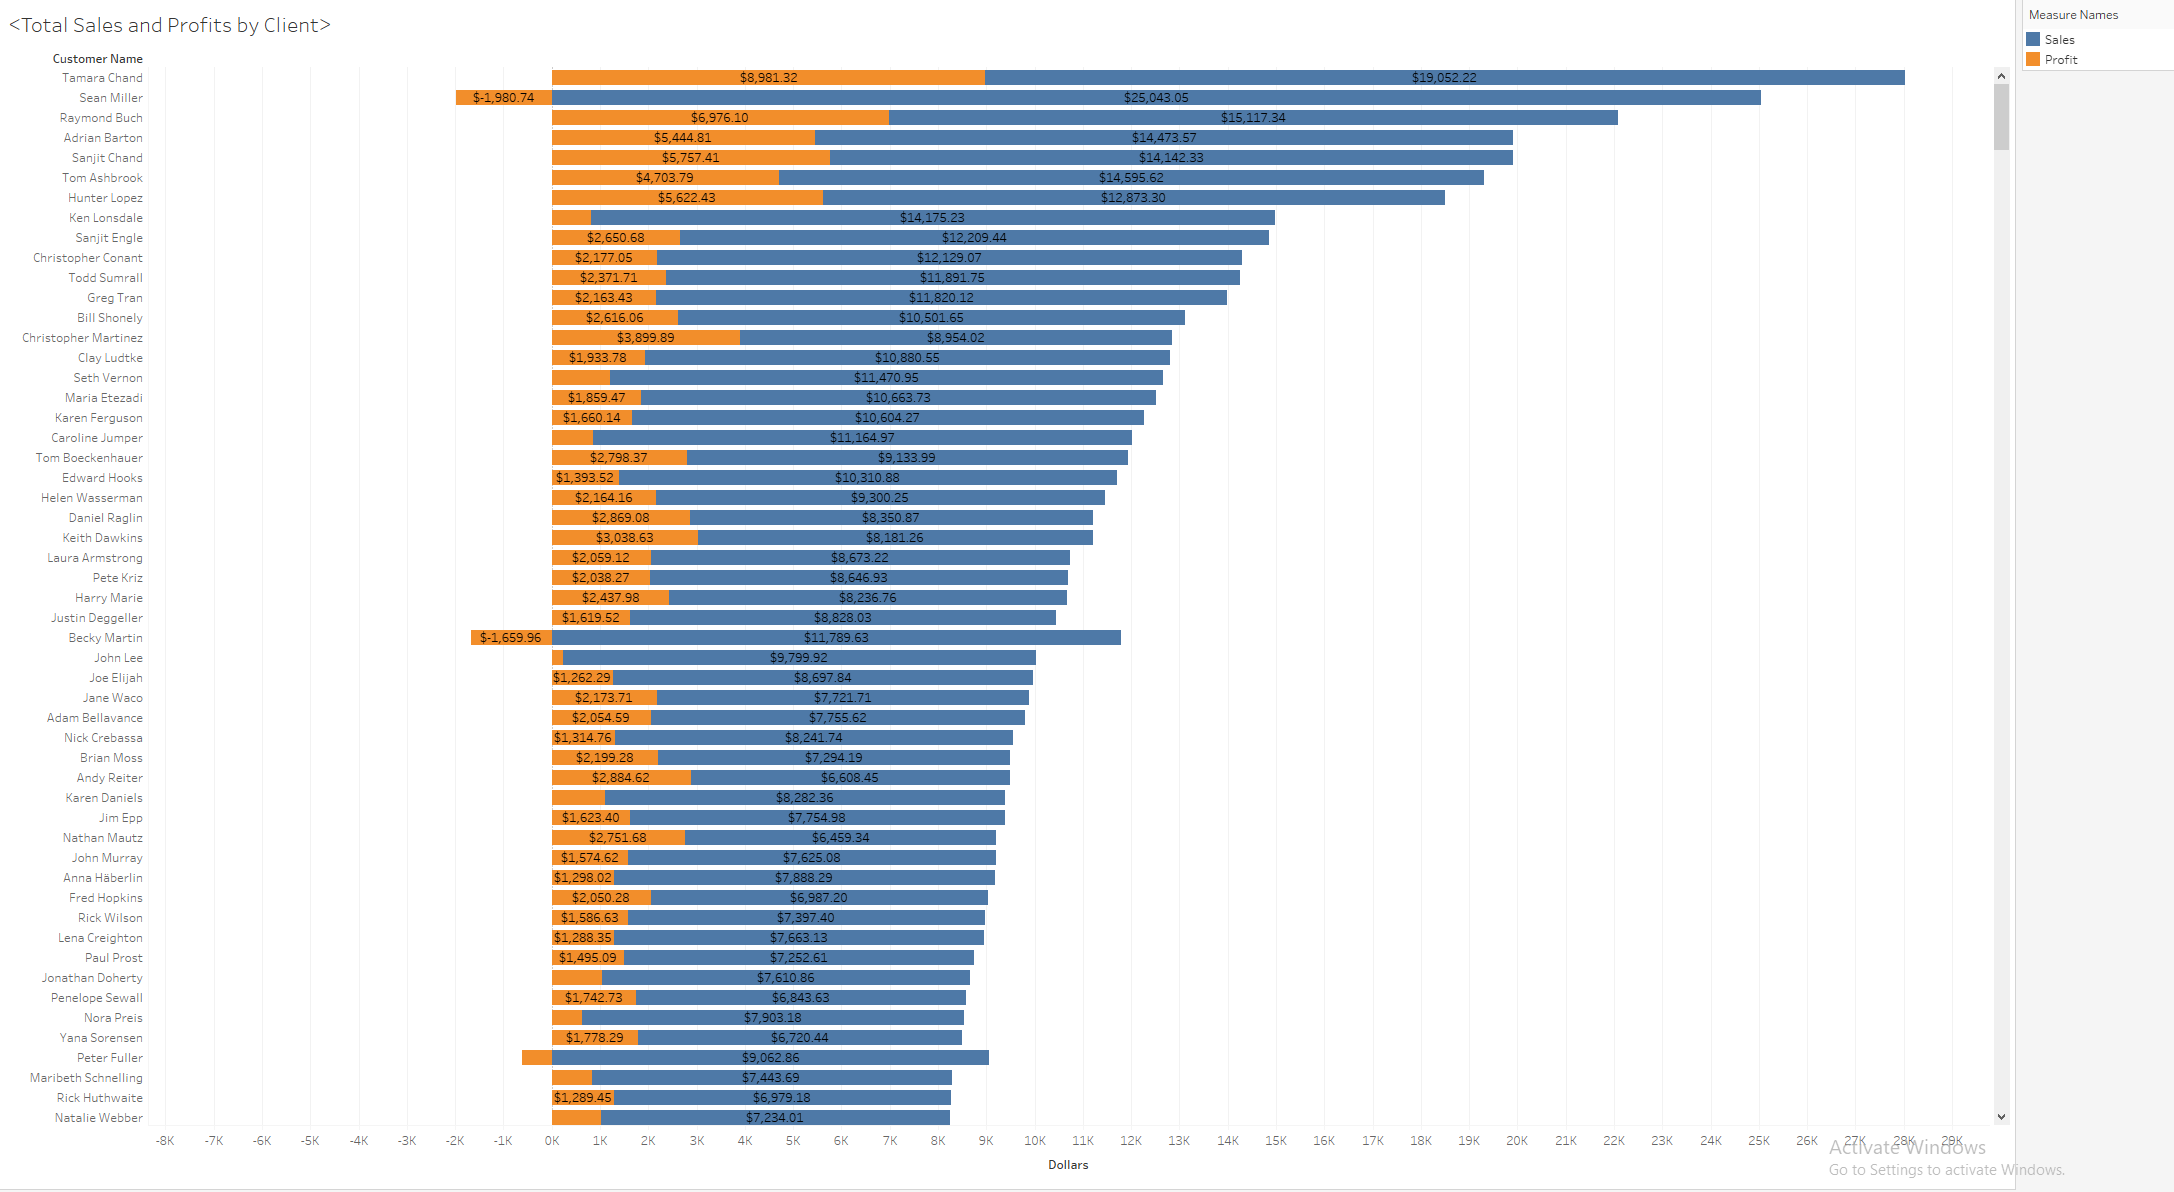 <Total Sales and Profits by Client>
Measure Names
Sales
Profit
Customer Name
Tamara Chand $8,981.32 $19,052.22
Sean Miller $-1,980.74 $25,043.05
Raymond Buch $6,976.10 $15,117.34
Adrian Barton $5,444.81 $14,473.57
Sanjit Chand $5,757.41 $14,142.33
Tom Ashbrook $4,703.79 $14,595.62
Hunter Lopez $5,622.43 $12,873.30
Ken Lonsdale $14,175.23
Sanjit Engle $2,650.68 $12,209.44
Christopher Conant $2,177.05 $12,129.07
Todd Sumrall $2,371.71 $11,891.75
Greg Tran $2,163.43 $11,820.12
Bill Shonely $2,616.06 $10,501.65
Christopher Martinez $3,899.89 $8,954.02
Clay Ludtke $1,933.78 $10,880.55
Seth Vernon $11,470.95
Maria Etezadi $1,859.47 $10,663.73
Karen Ferguson $1,660.14 $10,604.27
Caroline Jumper $11,164.97
Tom Boeckenhauer $2,798.37 $9,133.99
Edward Hooks $1,393.52 $10,310.88
Helen Wasserman $2,164.16 $9,300.25
Daniel Raglin $2,869.08 $8,350.87
Keith Dawkins $3,038.63 $8,181.26
Laura Armstrong $2,059.12 $8,673.22
Pete Kriz $2,038.27 $8,646.93
Harry Marie $2,437.98 $8,236.76
Justin Deggeller $1,619.52 $8,828.03
Becky Martin $-1,659.96 $11,789.63
John Lee $9,799.92
Joe Elijah $1,262.29 $8,697.84
Jane Waco $2,173.71 $7,721.71
Adam Bellavance $2,054.59 $7,755.62
Nick Crebassa $1,314.76 $8,241.74
Brian Moss $2,199.28 $7,294.19
Andy Reiter $2,884.62 $6,608.45
Karen Daniels $8,282.36
Jim Epp $1,623.40 $7,754.98
Nathan Mautz $2,751.68 $6,459.34
John Murray $1,574.62 $7,625.08
Anna Häberlin $1,298.02 $7,888.29
Fred Hopkins $2,050.28 $6,987.20
Rick Wilson $1,586.63 $7,397.40
Lena Creighton $1,288.35 $7,663.13
Paul Prost $1,495.09 $7,252.61
Jonathan Doherty $7,610.86
Penelope Sewall $1,742.73 $6,843.63
Nora Preis $7,903.18
Yana Sorensen $1,778.29 $6,720.44
Peter Fuller $9,062.86
Maribeth Schnelling $7,443.69
Rick Huthwaite $1,289.45 $6,979.18
Natalie Webber $7,234.01
-8K -7K -6K -5K -4K -3K -2K -1K 0K 1K 2K 3K 4K 5K 6K 7K 8K 9K 10K 11K 12K 13K 14K 15K 16K 17K 18K 19K 20K 21K 22K 23K 24K 25K 26K 27K 28K 29K
Dollars
Activate Windows
Go to Settings to activate Windows.